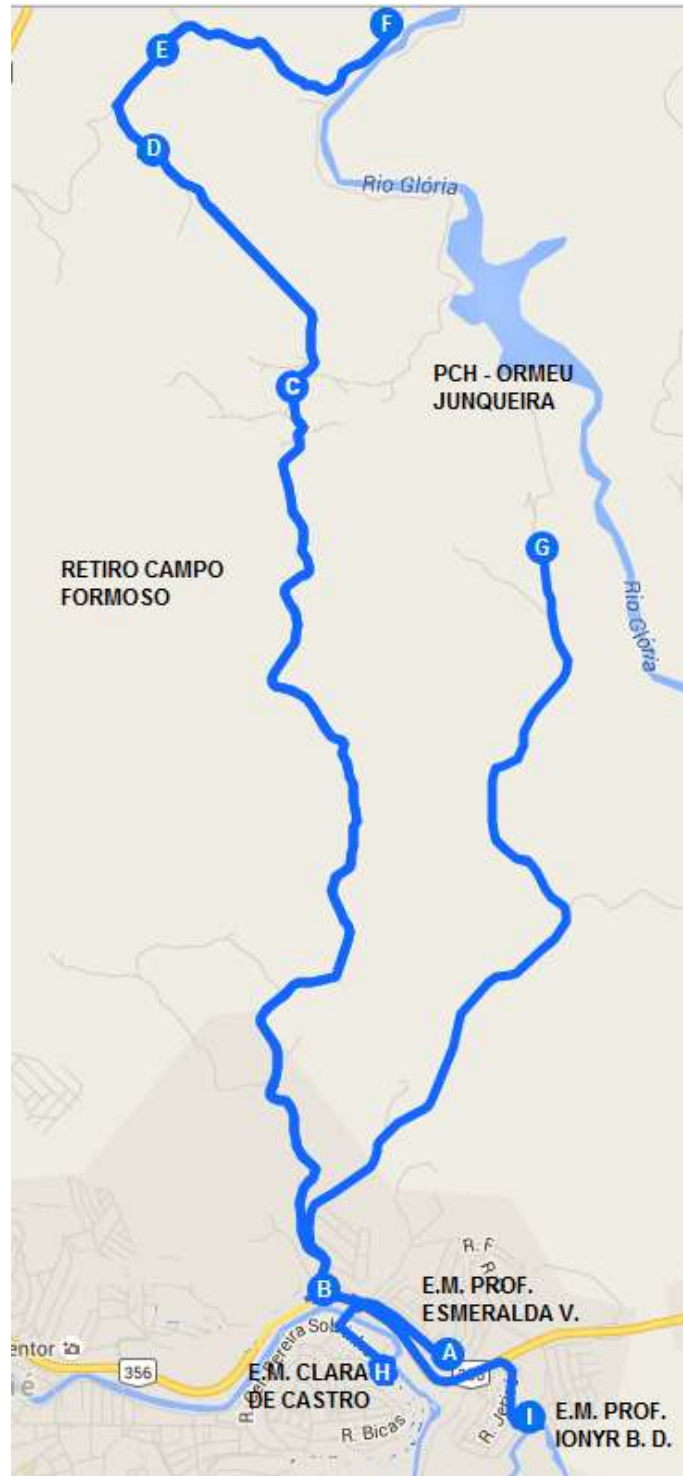 F
E
D
Rio Glória
C
PCH - ORMEU
JUNQUEIRA
G
RETIRO CAMPO
FORMOSO
Rio Glória
B
R. F
E.M. PROF.
ESMERALDA V.
A
entor
356
E.M. CLARA
DE CASTRO
H
R. Bicas
I
E.M. PROF.
IONYR B. D.